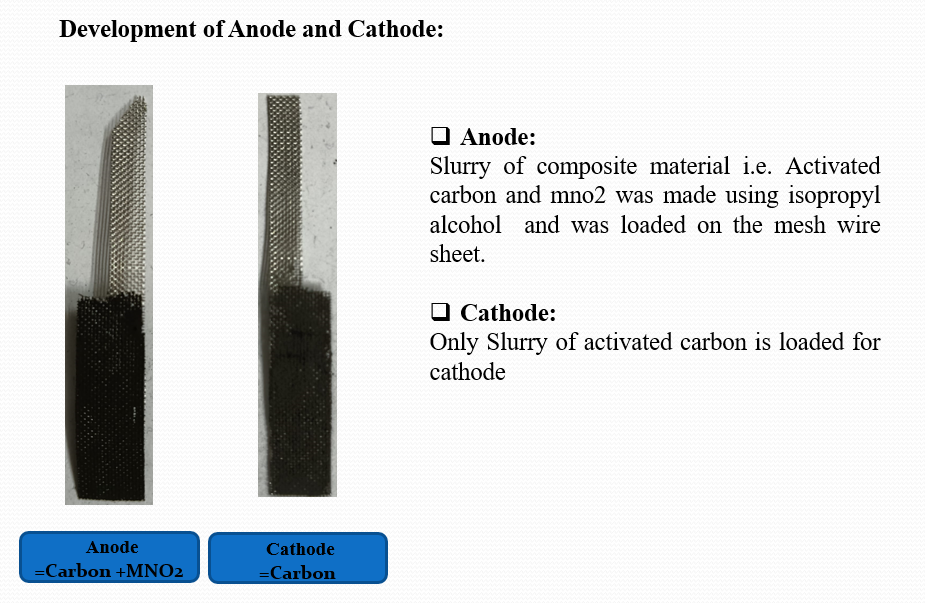 Development of Anode and Cathode:
❑ Anode:
Slurry of composite material i.e. Activated
carbon and mno2 was made using isopropyl
alcohol and was loaded on the mesh wire
sheet.
❑ Cathode:
Only Slurry of activated carbon is loaded for
cathode
Anode
=Carbon +MNO2
Cathode
=Carbon